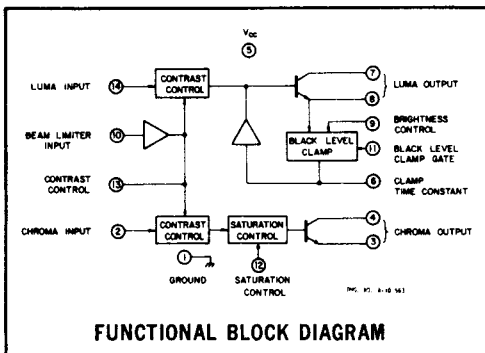 Vcc
5
7
LUMA INPUT 14 CONTRAST CONTROL LUMA OUTPUT
8
BEAM LIMITER INPUT 10
9 BRIGHTNESS CONTROL
BLACK LEVEL CLAMP
11 BLACK LEVEL CLAMP GATE
CONTRAST CONTROL 13
6 CLAMP TIME CONSTANT
4
CHROMA INPUT 2 CONTRAST CONTROL SATURATION CONTROL CHROMA OUTPUT
3
1
12
GROUND SATURATION CONTROL
FUNCTIONAL BLOCK DIAGRAM